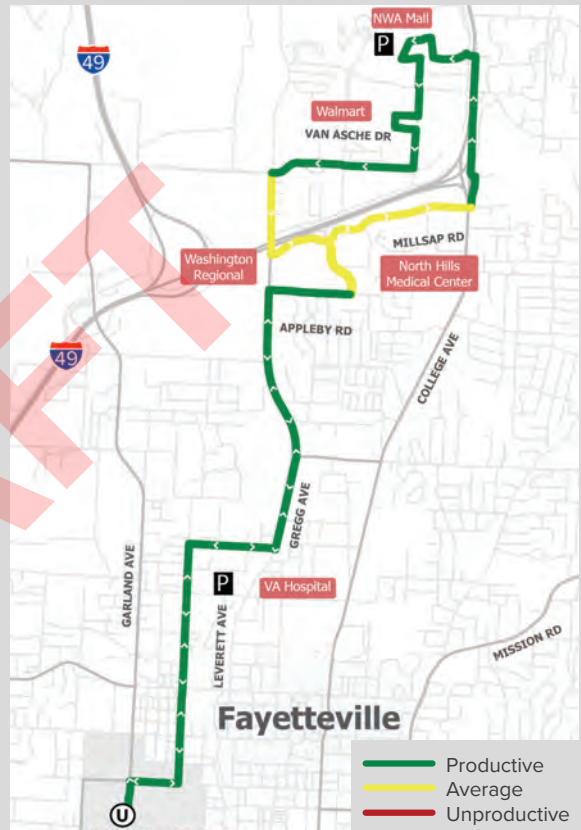 NWA Mall
49
P
Walmart
VAN ASCHE DR
MILLSAP RD
Washington
Regional
North Hills
Medical Center
APPLEBY RD
49
COLLEGE AVE
GREGG AVE
GARLAND AVE
P
VA Hospital
LEVERETT AVE
MISSION RD
Fayetteville
U
Productive
Average
Unproductive